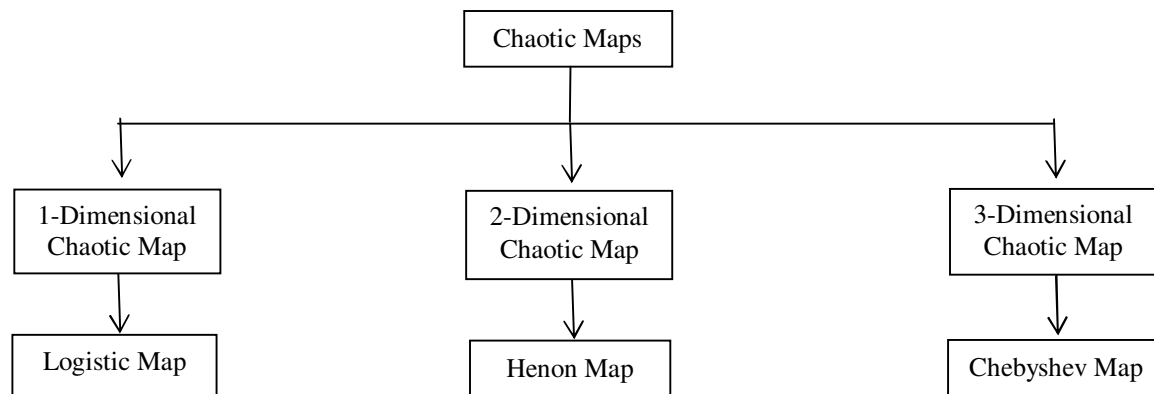 Chaotic Maps
1-Dimensional
Chaotic Map
2-Dimensional
Chaotic Map
3-Dimensional
Chaotic Map
Logistic Map
Henon Map
Chebyshev Map